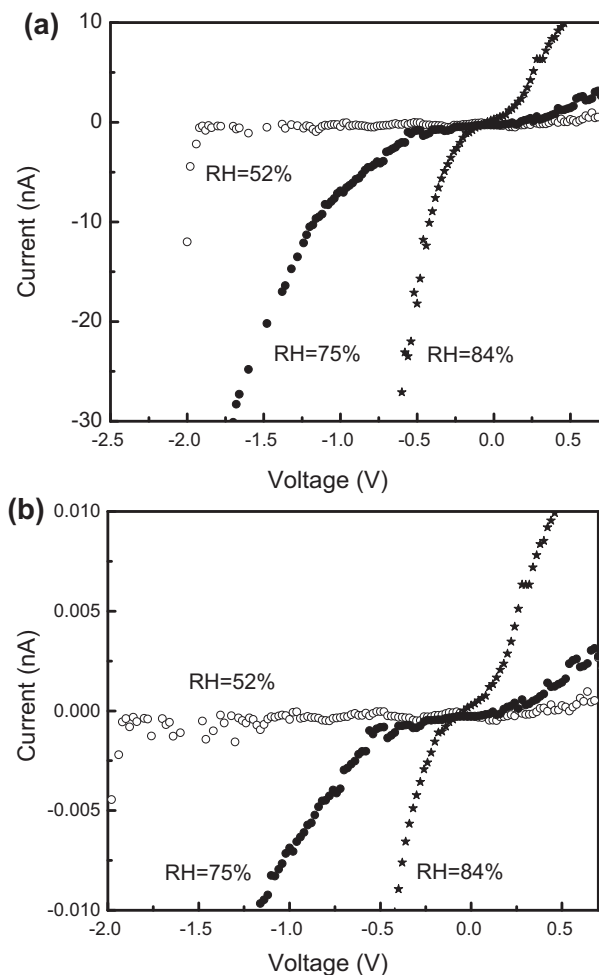 (a)
10
0
-10
-20
-30
Current (nA)
RH=52%
RH=75%
RH=84%
-2.5 -2.0 -1.5 -1.0 -0.5 0.0 0.5
Voltage (V)
(b)
0.010
0.005
0.000
-0.005
-0.010
Current (nA)
RH=52%
RH=75%
RH=84%
-2.0 -1.5 -1.0 -0.5 0.0 0.5
Voltage (V)